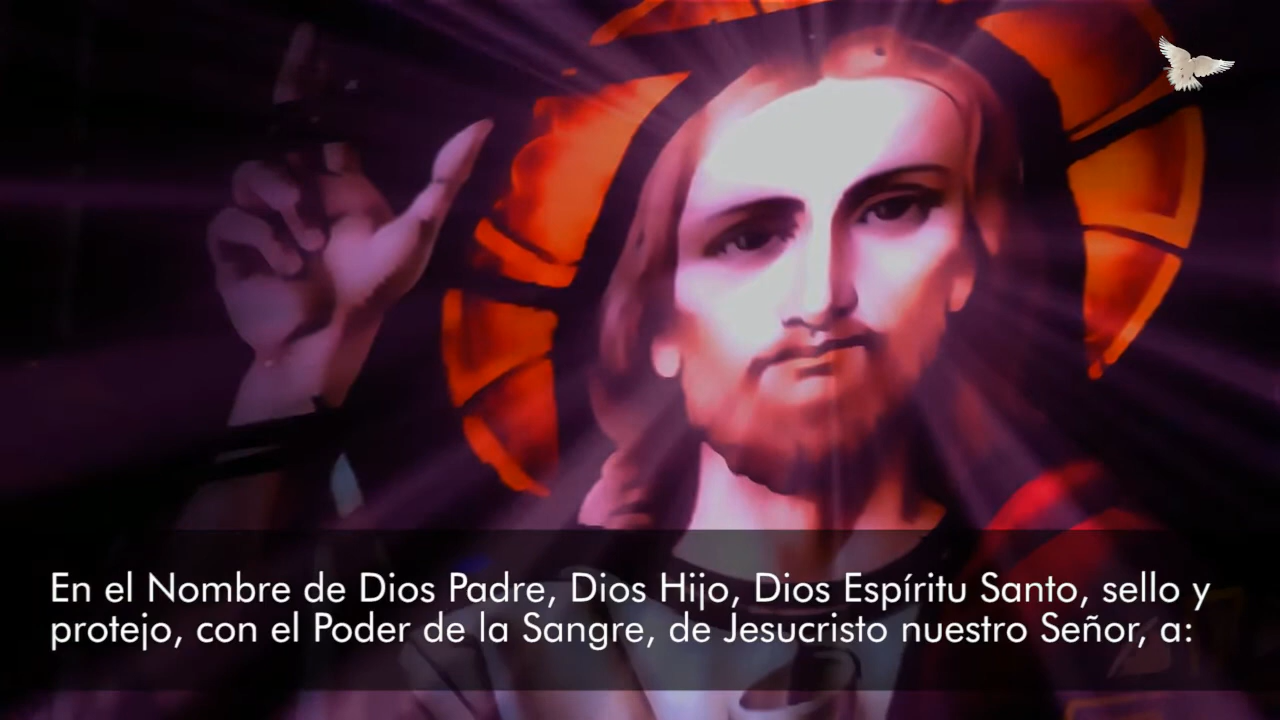 En el Nombre de Dios Padre, Dios Hijo, Dios Espíritu Santo, sello y
protejo, con el Poder de la Sangre, de Jesucristo nuestro Señor, a: